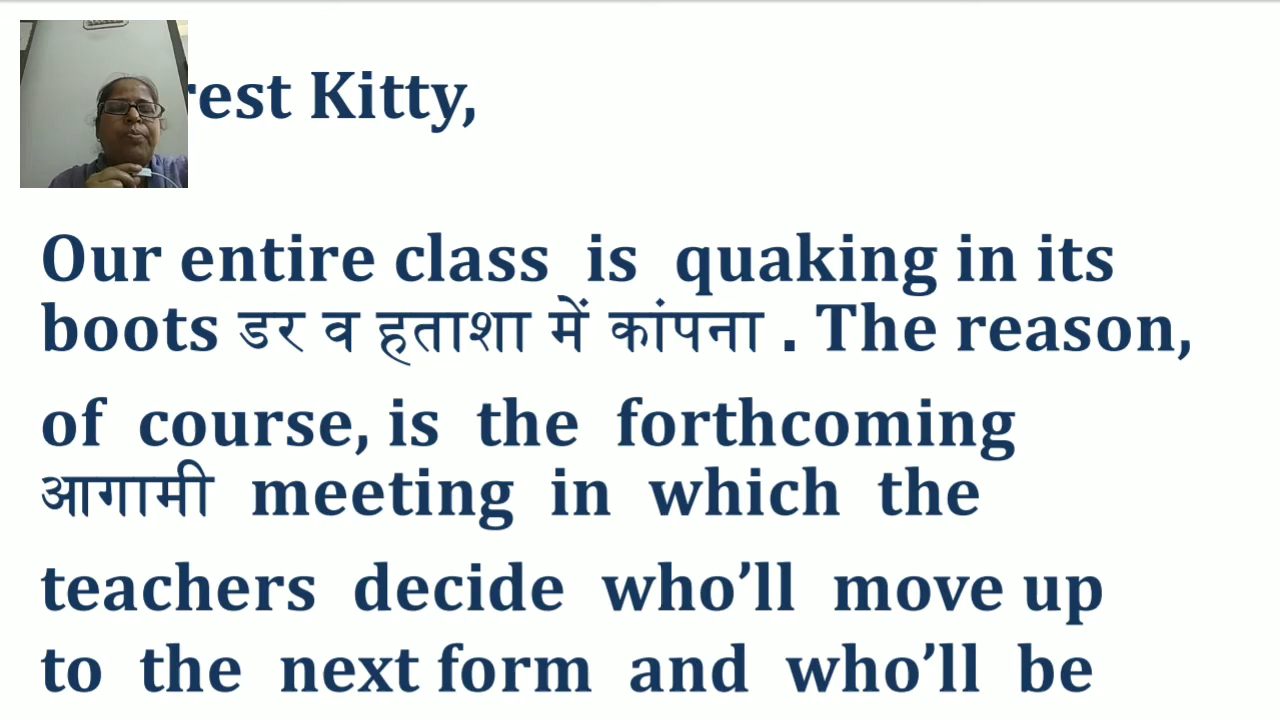 rest Kitty,
Our entire class is quaking in its
boots डर व हताशा में कांपना . The reason,
of course, is the forthcoming
आगामी meeting in which the
teachers decide who’ll move up
to the next form and who’ll be